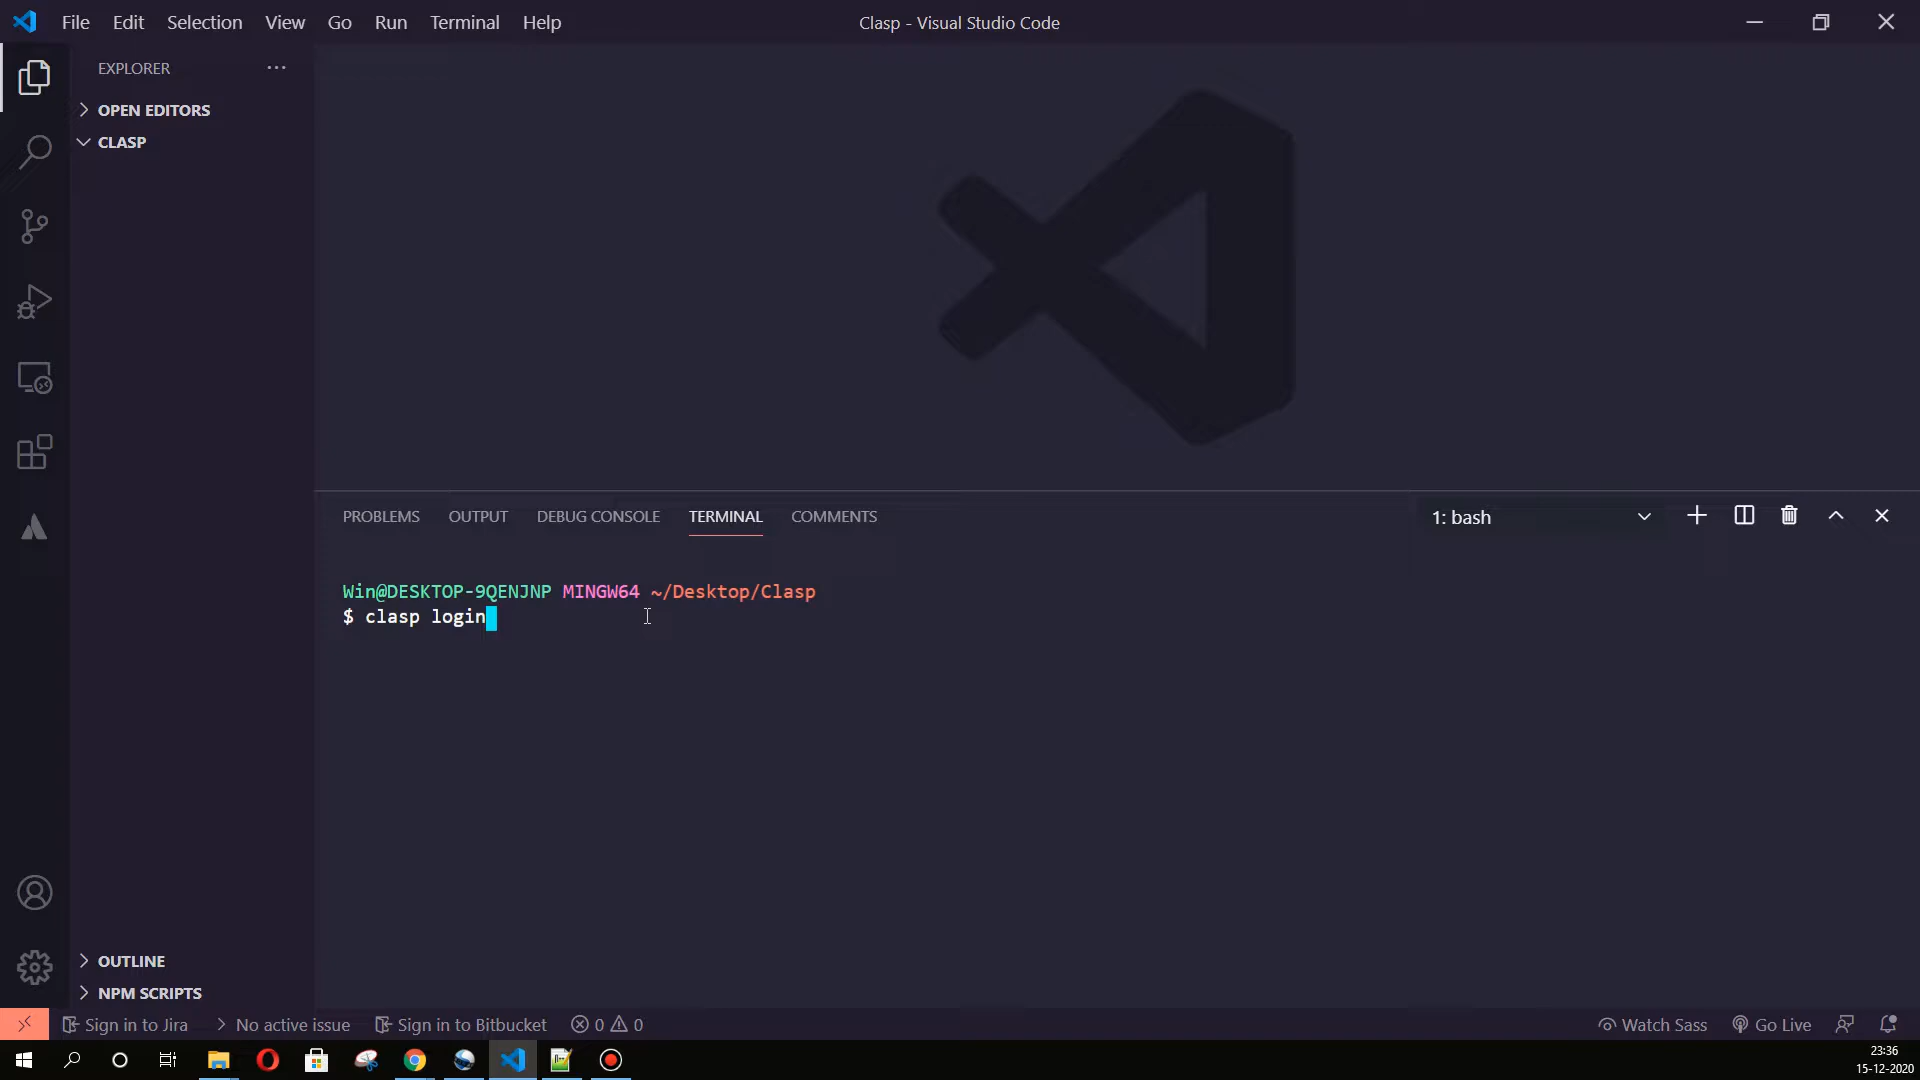 File Edit Selection View Go Run Terminal Help
Clasp - Visual Studio Code
EXPLORER
OPEN EDITORS
CLASP
PROBLEMS OUTPUT DEBUG CONSOLE TERMINAL COMMENTS
1: bash
Win@DESKTOP-9QENJNP MINGW64 ~/Desktop/Clasp
$ clasp login
OUTLINE
NPM SCRIPTS
Sign in to Jira No active issue Sign in to Bitbucket 0 0 Watch Sass Go Live
23:36
15-12-2020